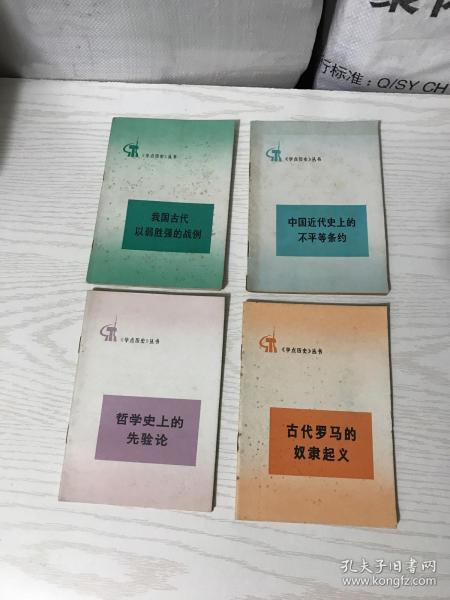 行标准：Q/SY CH
《学点历史》丛书
我国古代
以弱胜强的战例
《学点历史》丛书
中国近代史上的
不平等条约
《学点历史》丛书
哲学史上的
先验论
《学点历史》丛书
古代罗马的
奴隶起义
孔夫子旧书网
www.kongfz.com